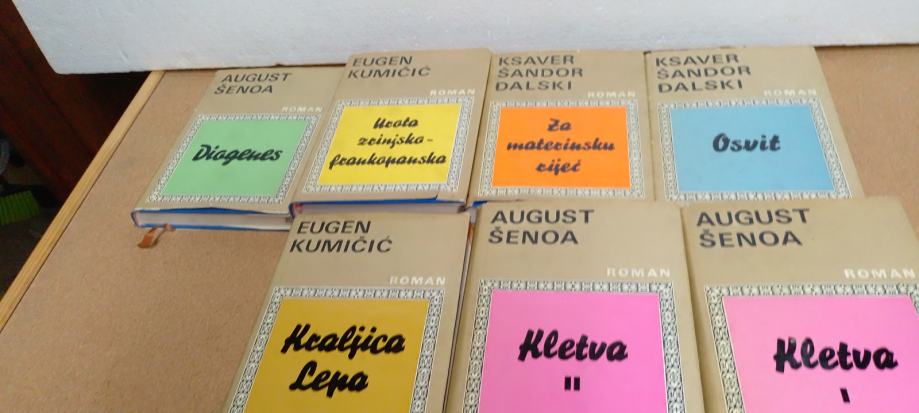 AUGUST
ŠENOA
ROMAN
Diogenes
EUGEN
KUMIČIĆ
ROMAN
Urota
zrinjsko-
frankopanska
KSAVER
ŠANDOR
DALSKI
ROMAN
Za
materinsku
riječ
KSAVER
ŠANDOR
DALSKI
ROMAN
Osvit
EUGEN
KUMIČIĆ
ROMAN
Kraljica
Lepa
AUGUST
ŠENOA
ROMAN
Kletva
II
AUGUST
ŠENOA
ROMAN
Kletva
I